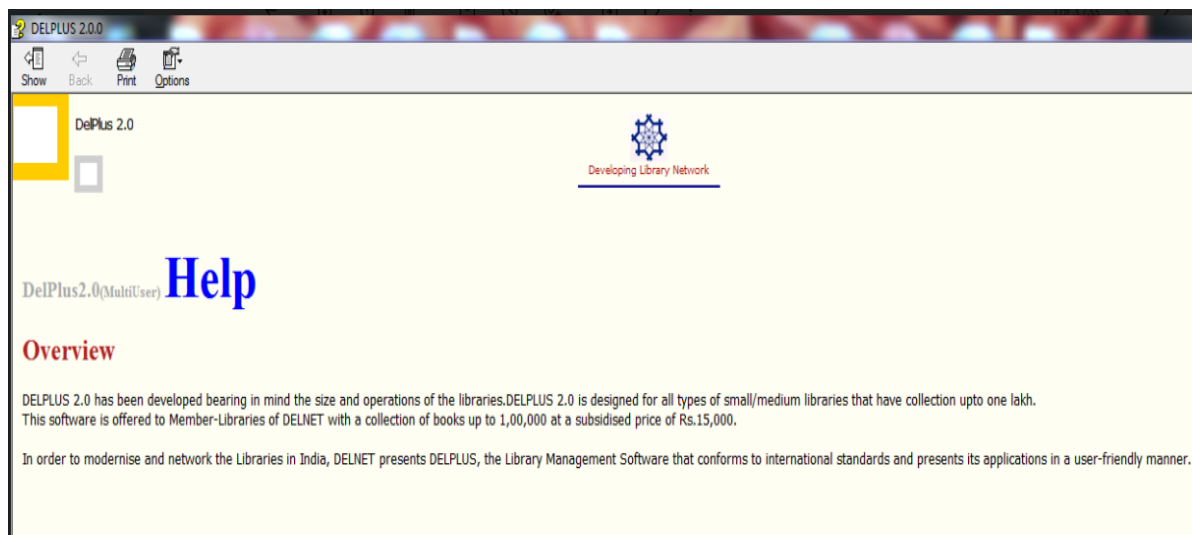 DELPLUS 2.0.0
Show Back Print Options
DelPlus 2.0
Developing Library Network
DelPlus2.0(MultiUser) Help
Overview
DELPLUS 2.0 has been developed bearing in mind the size and operations of the libraries.DELPLUS 2.0 is designed for all types of small/medium libraries that have collection upto one lakh.
This software is offered to Member-Libraries of DELNET with a collection of books up to 1,00,000 at a subsidised price of Rs.15,000.
In order to modernise and network the Libraries in India, DELNET presents DELPLUS, the Library Management Software that conforms to international standards and presents its applications in a user-friendly manner.